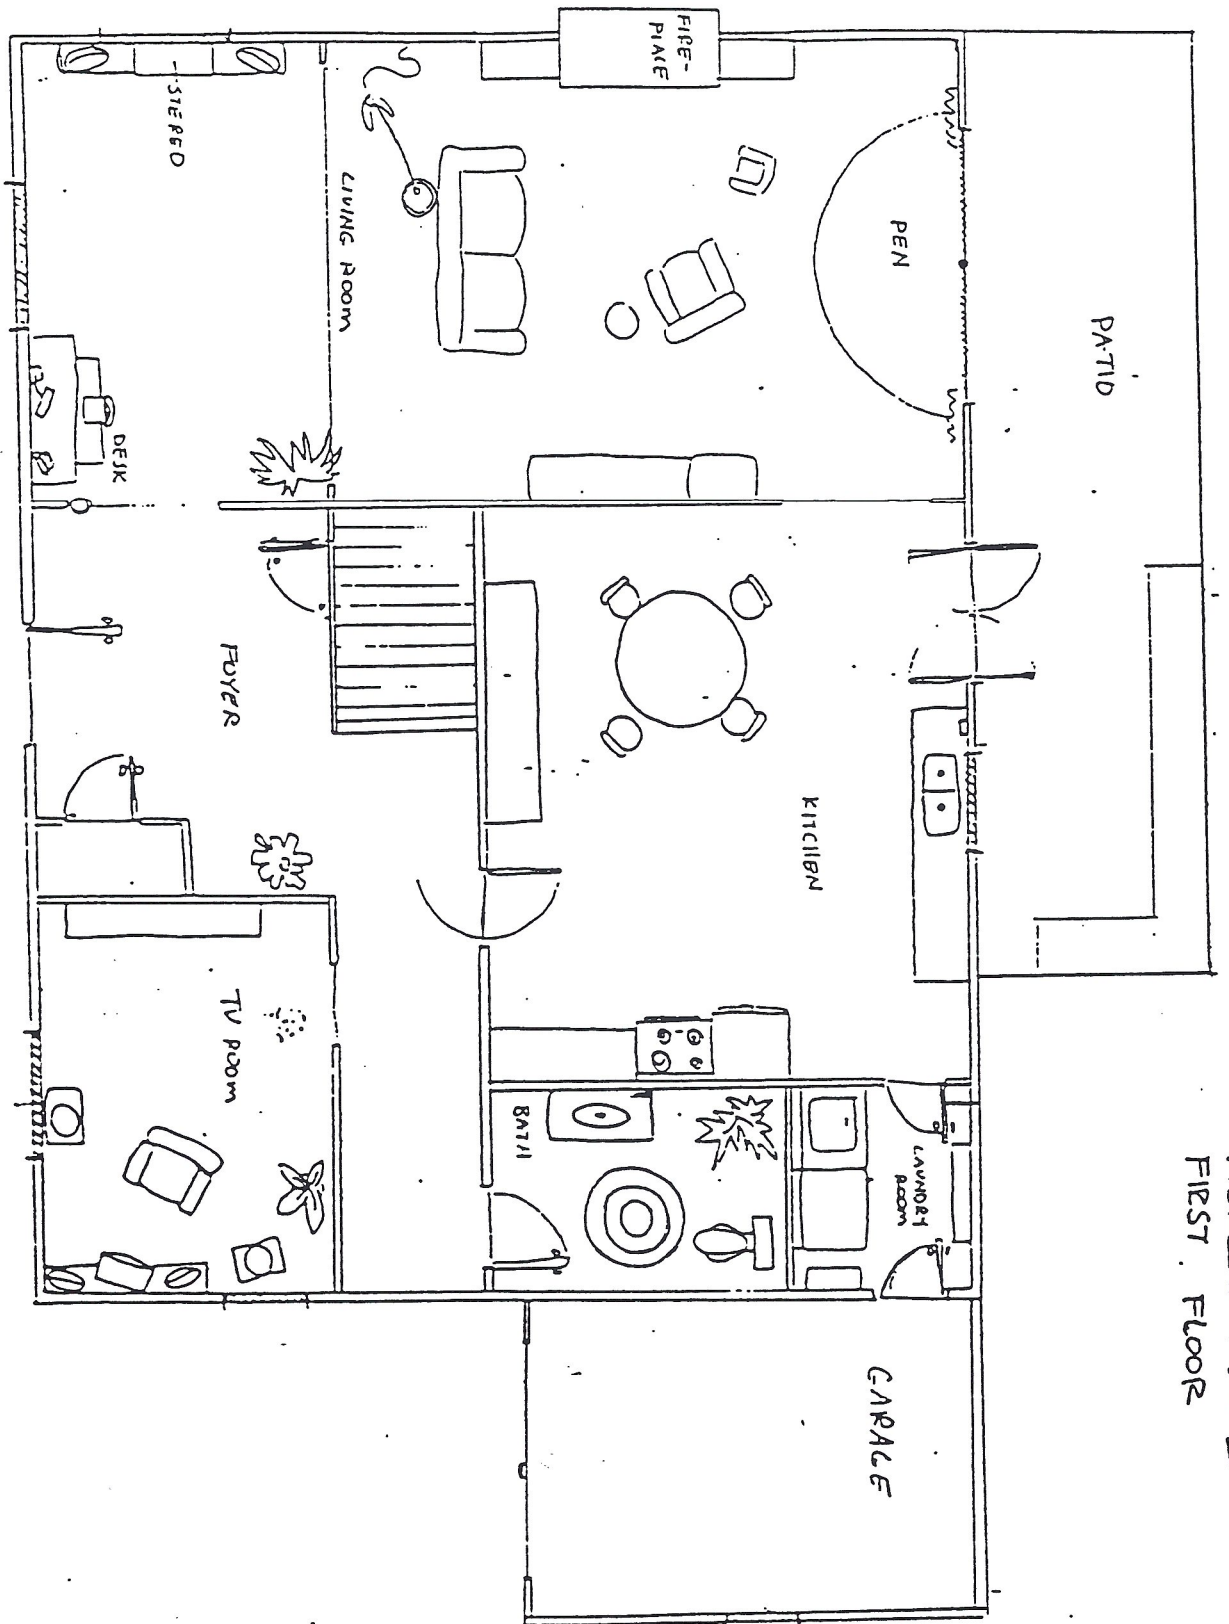 FIRST FLOOR
PATIO
PEN
LAUNDRY
ROOM
GARAGE
KITCHEN
FIRE-
PLACE
BATH
LIVING ROOM
FOYER
TV ROOM
STEREO
DESK